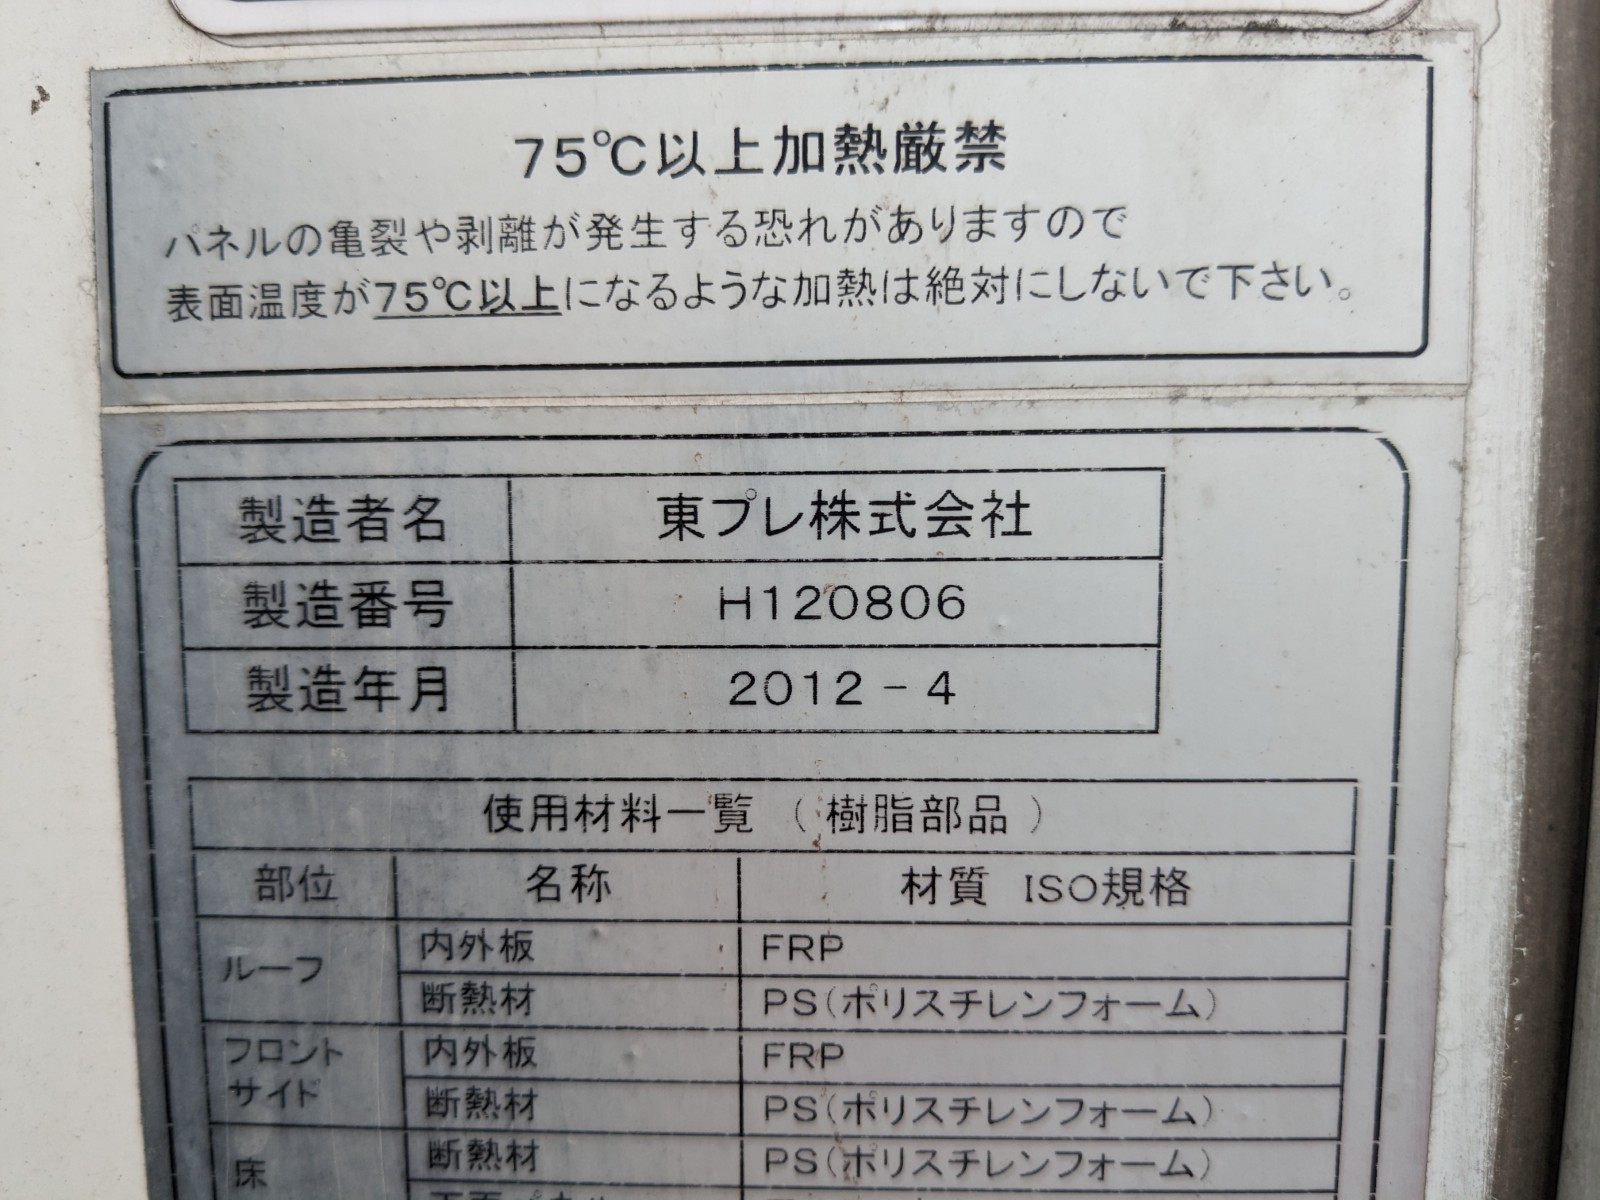 75℃以上加熱厳禁
パネルの亀裂や剥離が発生する恐れがありますので
表面温度が75℃以上になるような加熱は絶対にしないで下さい。
製造者名 東プレ株式会社
製造番号 H120806
製造年月 2012-4
使用材料一覧 (樹脂部品)
部位 名称 材質 ISO規格
ルーフ 内外板 FRP
断熱材 PS(ポリスチレンフォーム)
フロント
サイド 内外板 FRP
断熱材 PS(ポリスチレンフォーム)
床 断熱材 PS(ポリスチレンフォーム)